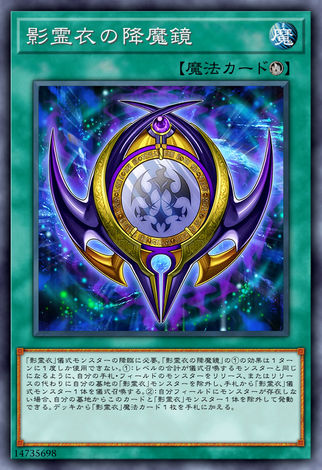 影霊衣の降魔鏡
魔
【魔法カード】
「影霊衣」儀式モンスターの降臨に必要。「影霊衣の降魔鏡」の①の効果は1ター
ンに1度しか使用できない。①:レベルの合計が儀式召喚するモンスターと同
じになるように、自分の手札・フィールドのモンスターをリリース、またはリリー
スの代わりに自分の墓地の「影霊衣」モンスターを除外し、手札から「影霊衣」儀
式モンスター1体を儀式召喚する。②:自分フィールドにモンスターが存在しな
い場合、自分の墓地からこのカードと「影霊衣」モンスター1体を除外して発動
できる。デッキから「影霊衣」魔法カード1枚を手札に加える。
14735698